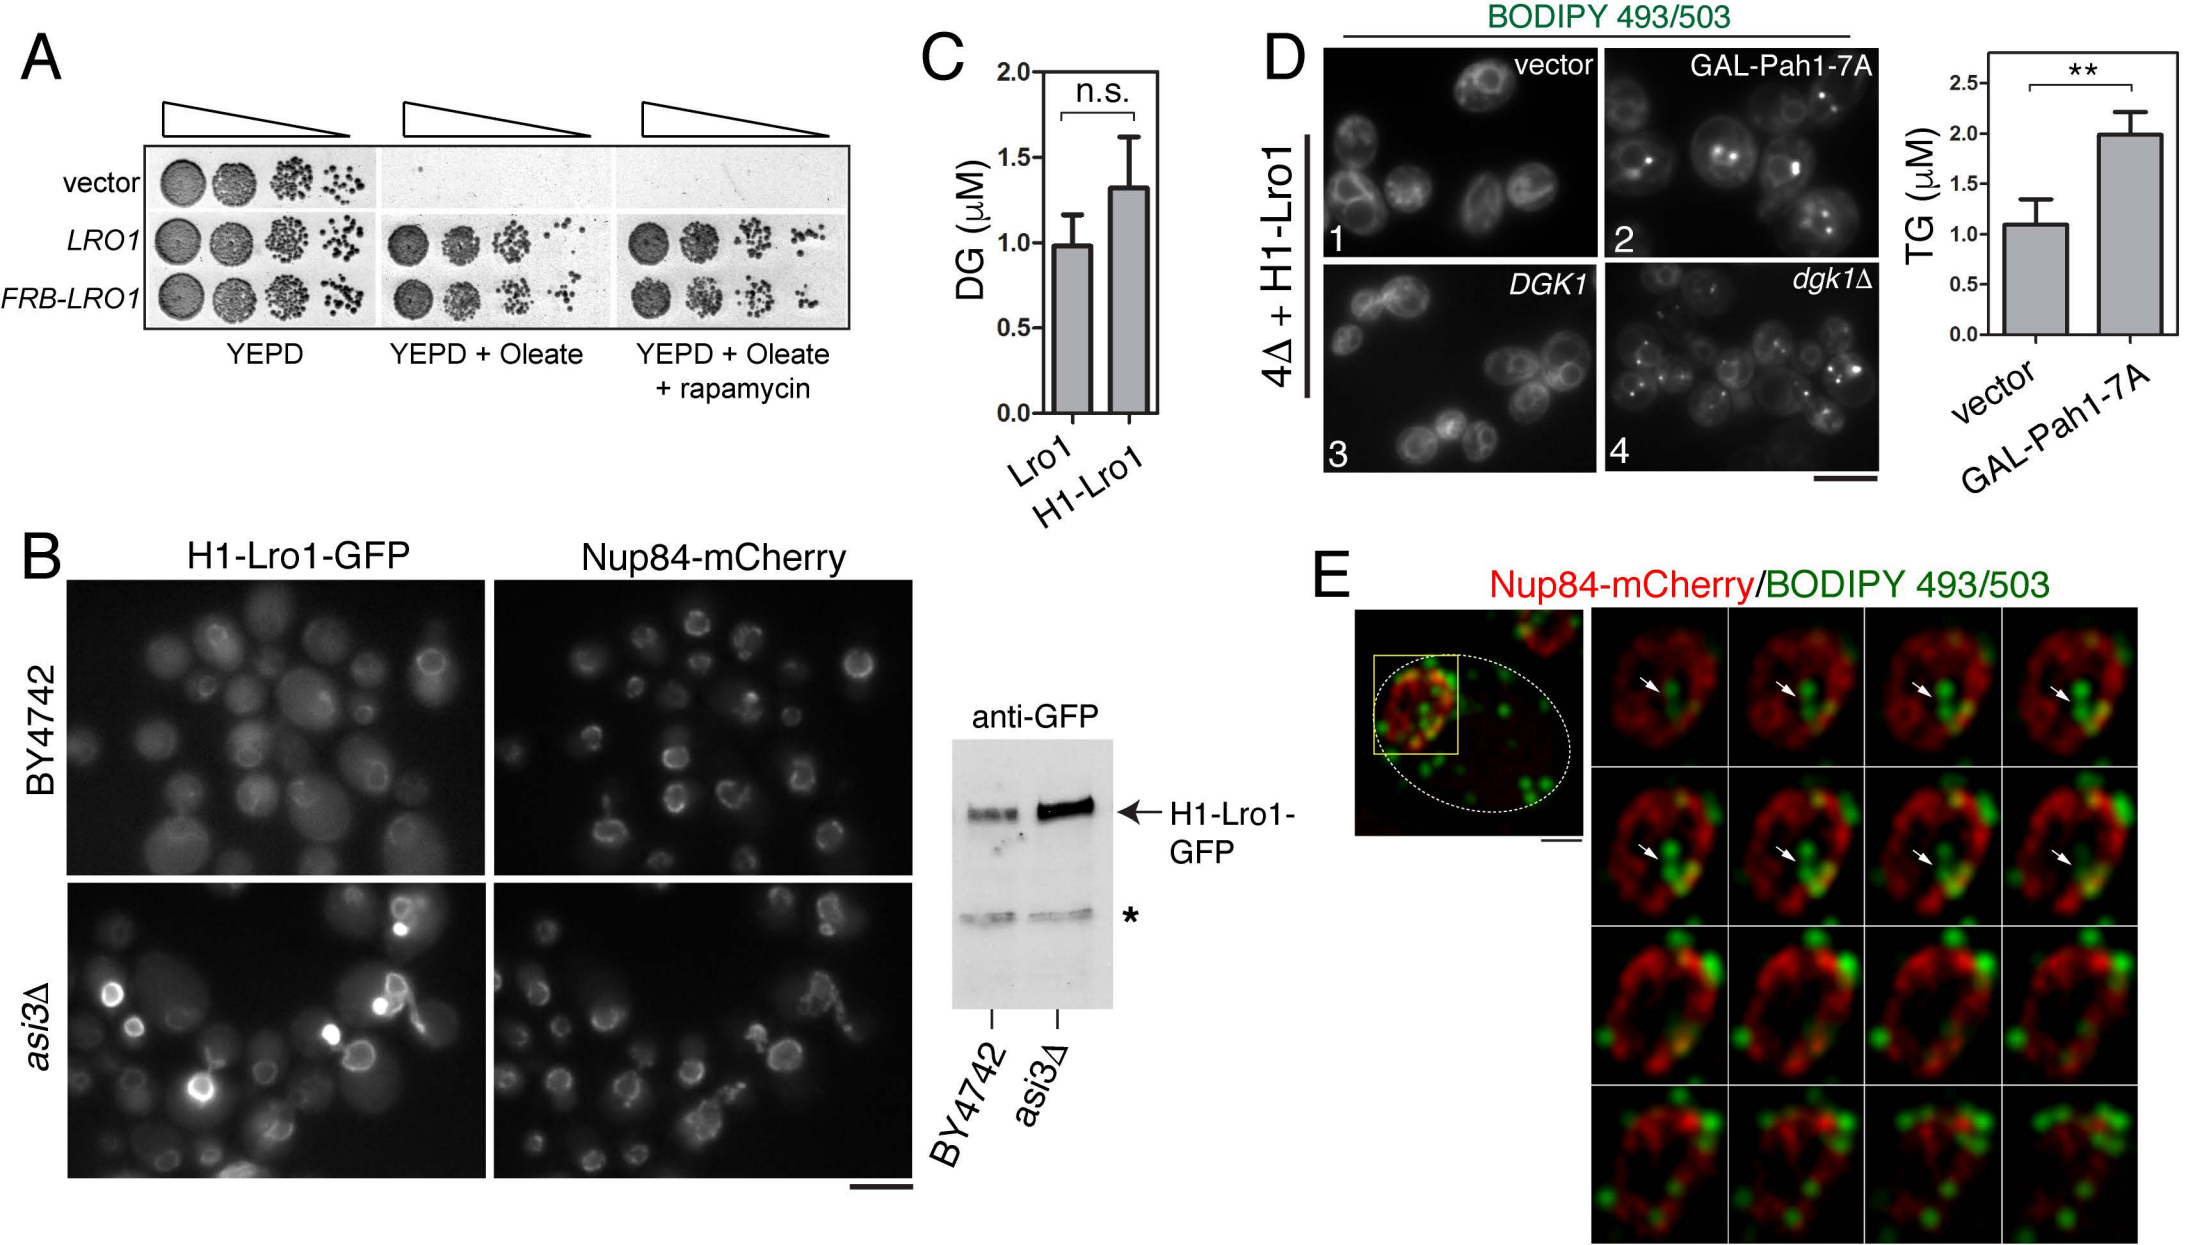 A
vector
LRO1
FRB-LRO1
YEPD
YEPD + Oleate
YEPD + Oleate
+ rapamycin
B
H1-Lro1-GFP
Nup84-mCherry
BY4742
asi3Δ
anti-GFP
H1-Lro1-
GFP
*
BY4742
asi3Δ
C
DG (μM)
2.0
1.5
1.0
0.5
0.0
n.s.
Lro1
H1-Lro1
D
BODIPY 493/503
4Δ + H1-Lro1
vector
1
GAL-Pah1-7A
2
DGK1
3
dgk1Δ
4
TG (μM)
2.5
2.0
1.5
1.0
0.5
0.0
**
vector
GAL-Pah1-7A
E
Nup84-mCherry/BODIPY 493/503